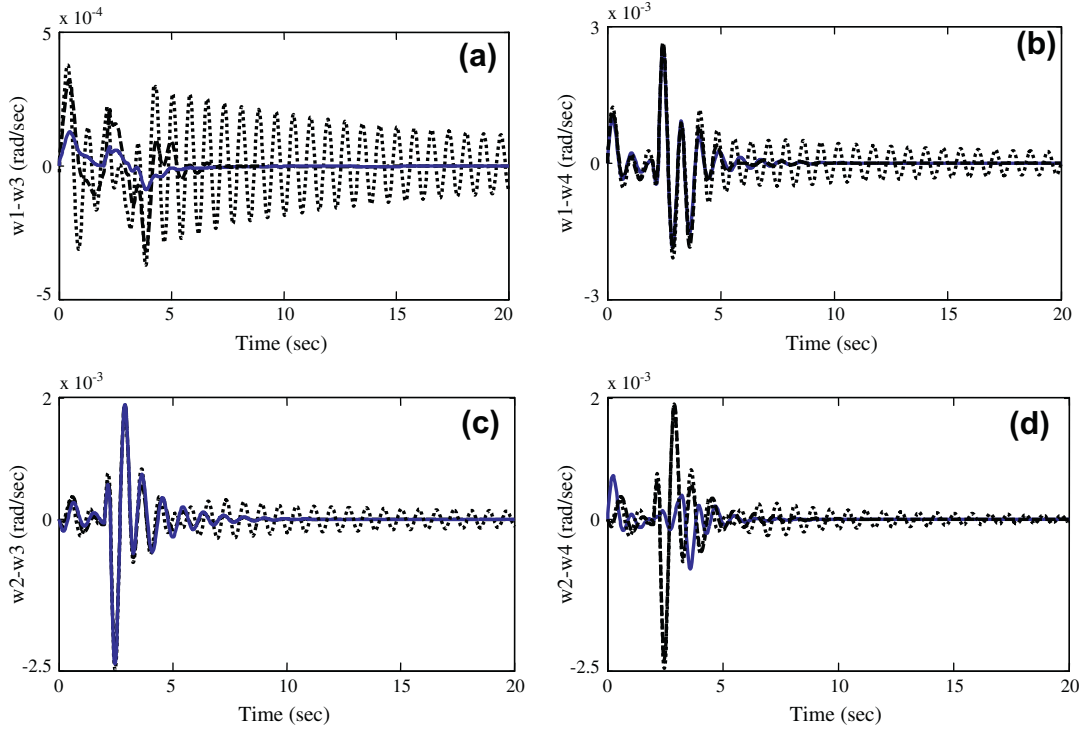 x 10-4
5
0
-5
w1-w3 (rad/sec)
(a)
0
5
10
15
20
Time (sec)
x 10-3
3
0
-3
w1-w4 (rad/sec)
(b)
0
5
10
15
20
Time (sec)
x 10-3
2
0
-2.5
w2-w3 (rad/sec)
(c)
0
5
10
15
20
Time (sec)
x 10-3
2
0
-2.5
w2-w4 (rad/sec)
(d)
0
5
10
15
20
Time (sec)